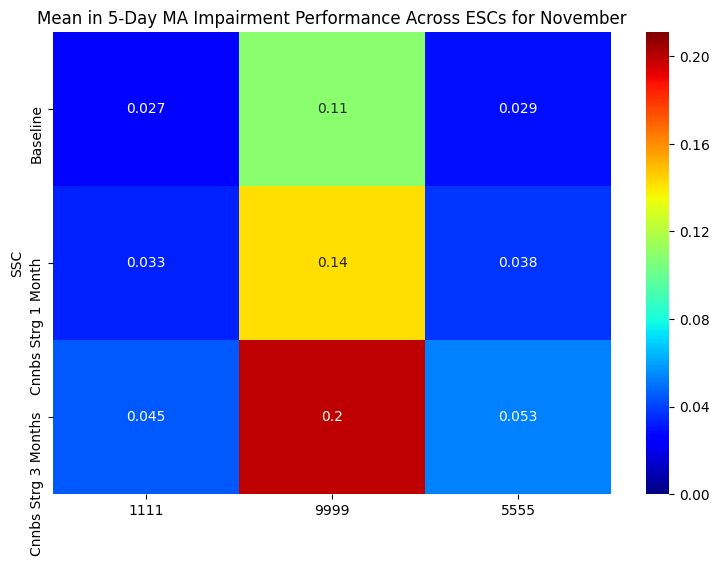 Mean in 5-Day MA Impairment Performance Across ESCs for November
SSC
Baseline
0.027 0.11 0.029
Cnnbs Strg 1 Month
0.033 0.14 0.038
Cnnbs Strg 3 Months
0.045 0.2 0.053
1111 9999 5555
0.20
0.16
0.12
0.08
0.04
0.00